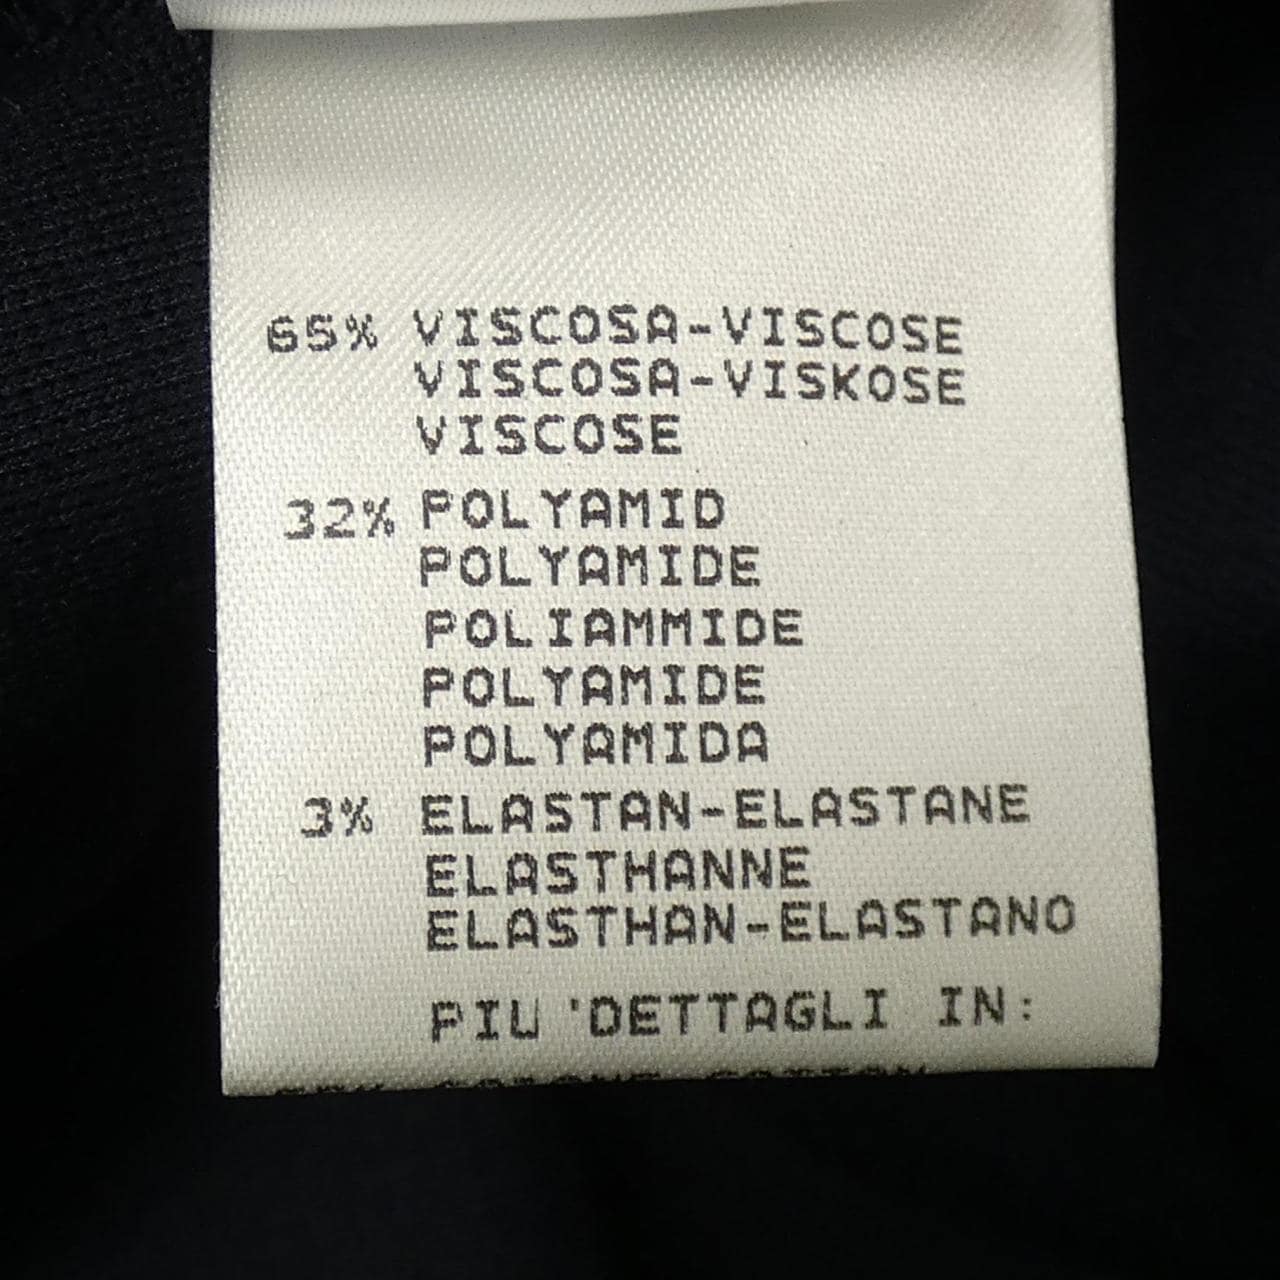 65% VISCOSA-VISCOSE
VISCOSA-VISKOSE
VISCOSE
32% POLYAMID
POLYAMIDE
POLIAMMIDE
POLYAMIDE
POLYAMIDA
3% ELASTAN-ELASTANE
ELASTHANNE
ELASTHAN-ELASTANO
PIU 'DETTAGLI IN: